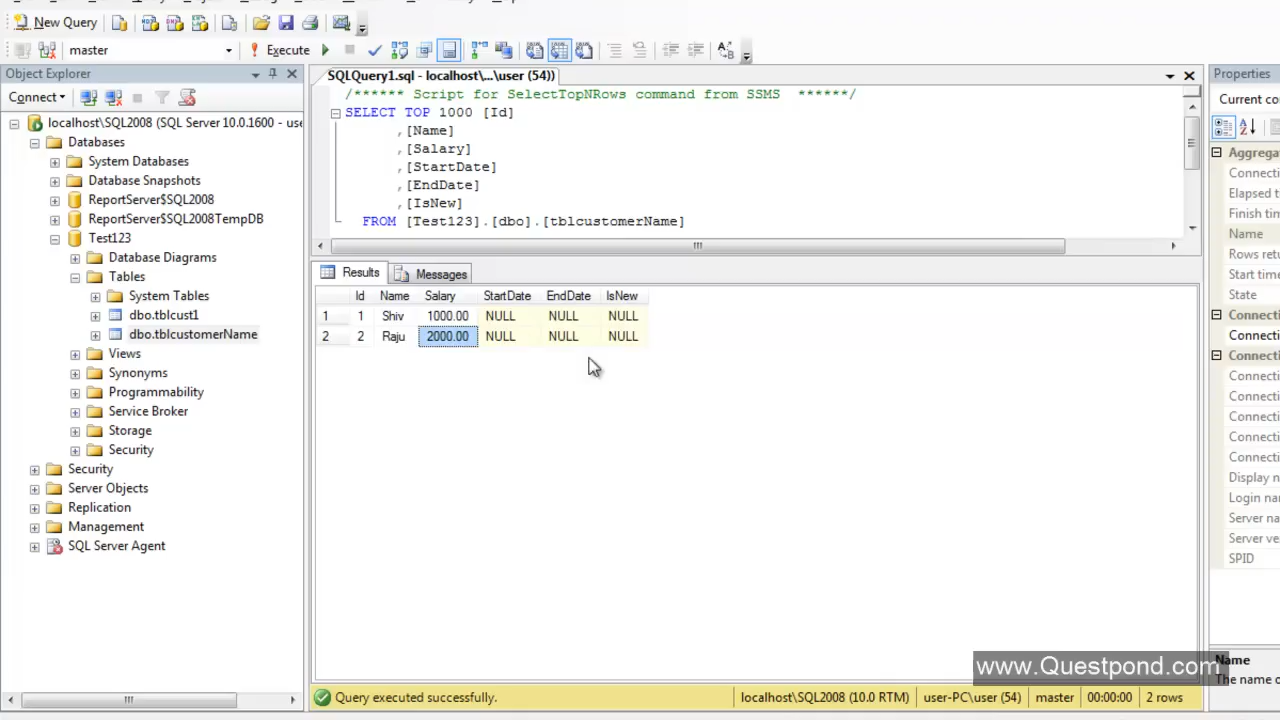 New Query
master
Execute
Object Explorer
Connect
localhost\SQL2008 (SQL Server 10.0.1600 - use
Databases
System Databases
Database Snapshots
ReportServer$SQL2008
ReportServer$SQL2008TempDB
Test123
Database Diagrams
Tables
System Tables
dbo.tblcust1
dbo.tblcustomerName
Views
Synonyms
Programmability
Service Broker
Storage
Security
Security
Server Objects
Replication
Management
SQL Server Agent
SQLQuery1.sql - localhost\...\user (54))
/****** Script for SelectTopNRows command from SSMS ******/
SELECT TOP 1000 [Id]
,[Name]
,[Salary]
,[StartDate]
,[EndDate]
,[IsNew]
FROM [Test123].[dbo].[tblcustomerName]
Results Messages
Id Name Salary StartDate EndDate IsNew
1 1 Shiv 1000.00 NULL NULL NULL
2 2 Raju 2000.00 NULL NULL NULL
Query executed successfully.
localhost\SQL2008 (10.0 RTM) user-PC\user (54) master 00:00:00 2 rows
Properties
Current co
Aggrega
Connecti
Elapsed t
Finish tim
Name
Rows retu
Start time
State
Connecti
Connecti
Connecti
Connecti
Connecti
Connecti
Connecti
Connecti
Display n
Login nar
Server na
Server ve
SPID
Name
The name o
www.Questpond.com